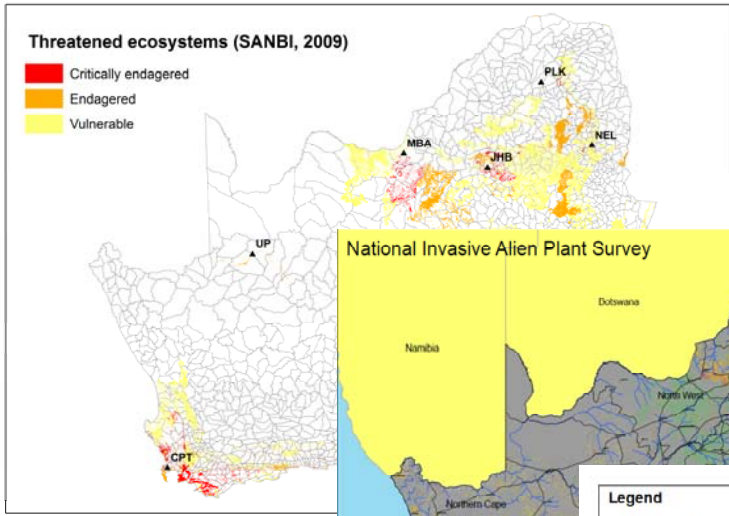 Threatened ecosystems (SANBI, 2009)
Critically endagered
Endagered
Vulnerable
PLK
NEL
MBA
JHB
UP
CPT
National Invasive Alien Plant Survey
Botswana
Namibia
North West
Northern Cape
Legend